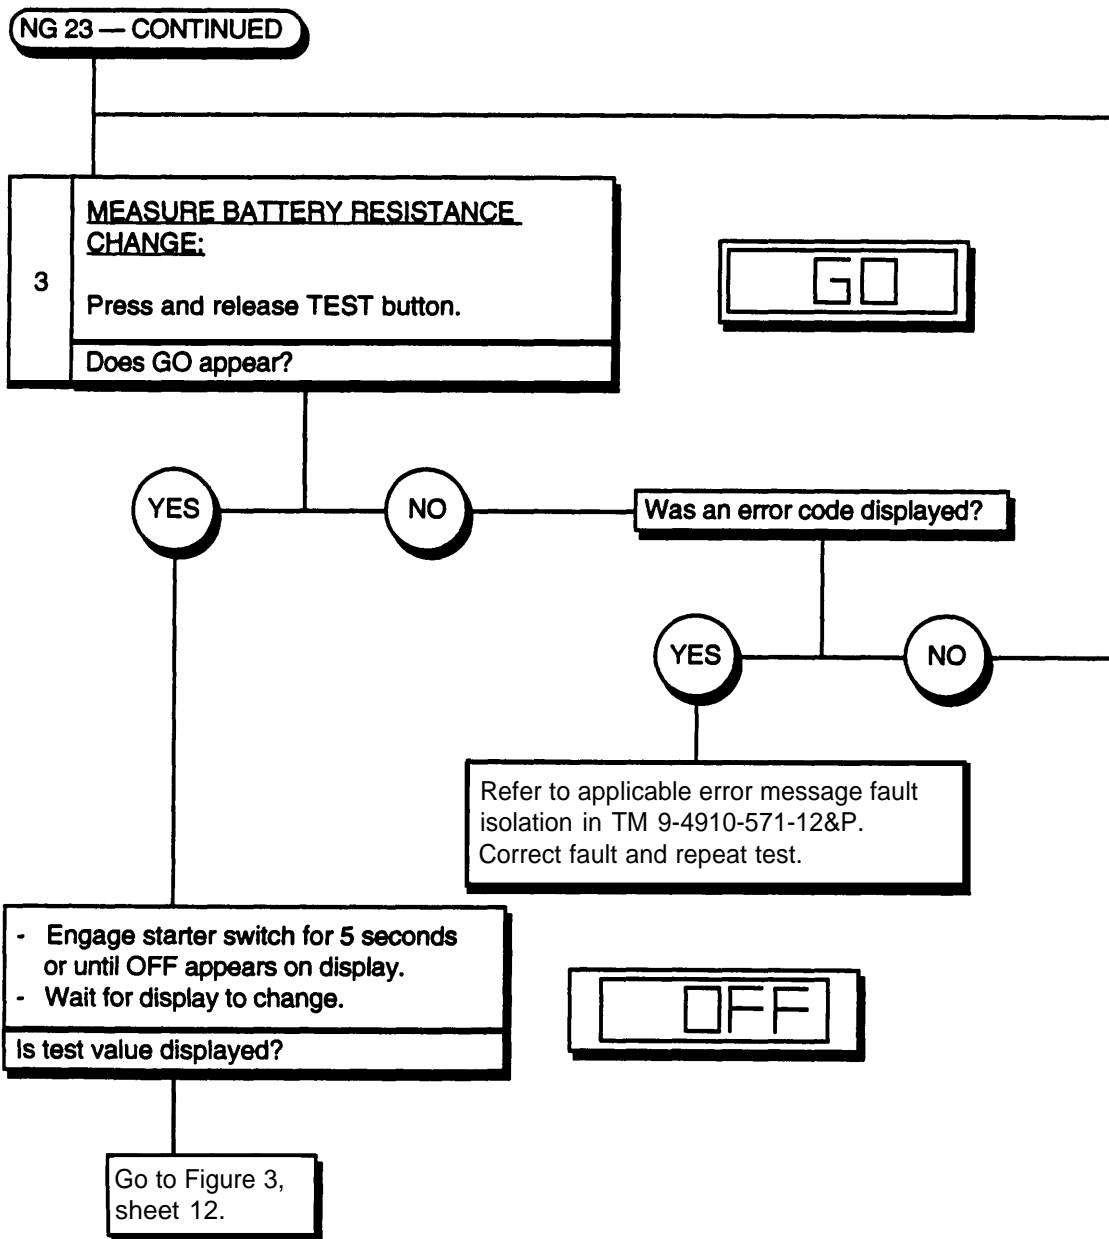 NG 23 — CONTINUED
3
MEASURE BATTERY RESISTANCE
CHANGE:
Press and release TEST button.
Does GO appear?
GO
YES
NO
Was an error code displayed?
YES
NO
Refer to applicable error message fault
isolation in TM 9-4910-571-12&P.
Correct fault and repeat test.
- Engage starter switch for 5 seconds
or until OFF appears on display.
- Wait for display to change.
Is test value displayed?
OFF
Go to Figure 3,
sheet 12.